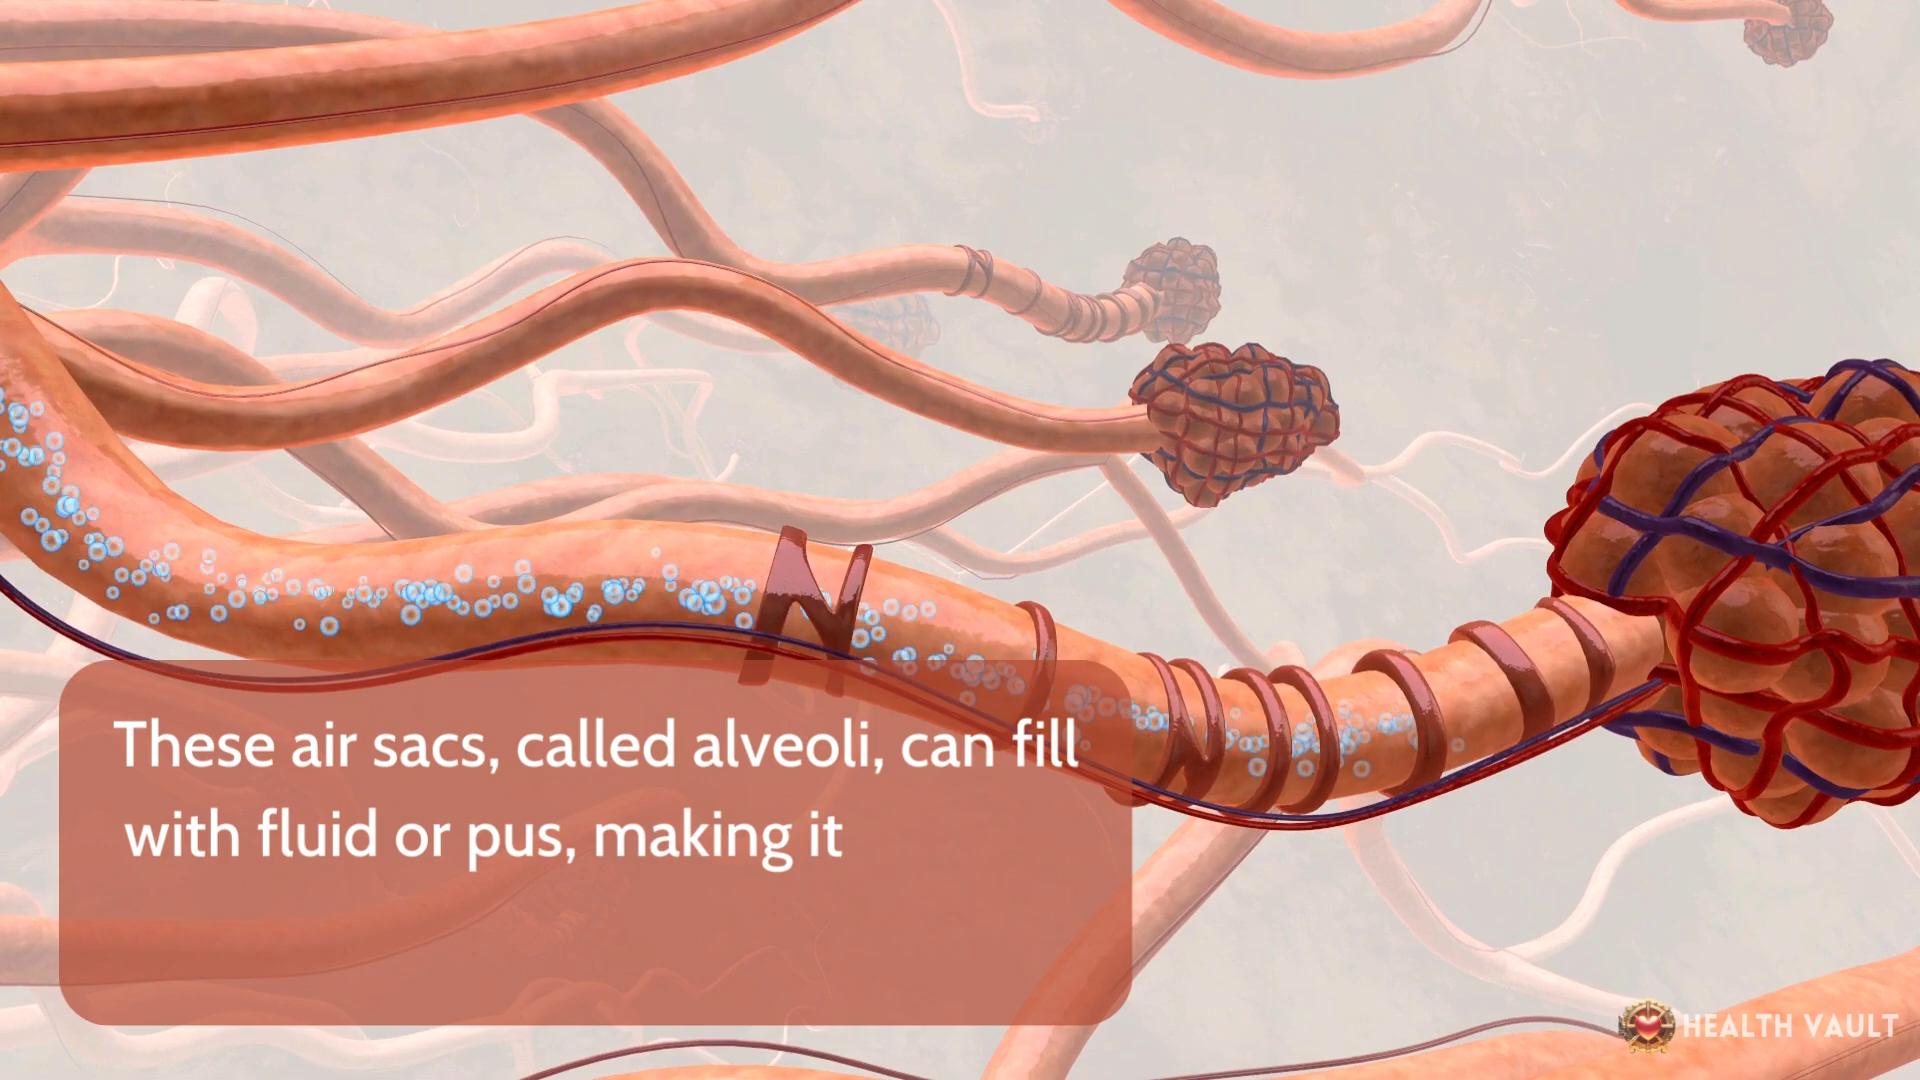 These air sacs, called alveoli, can fill
with fluid or pus, making it
HEALTH VAULT